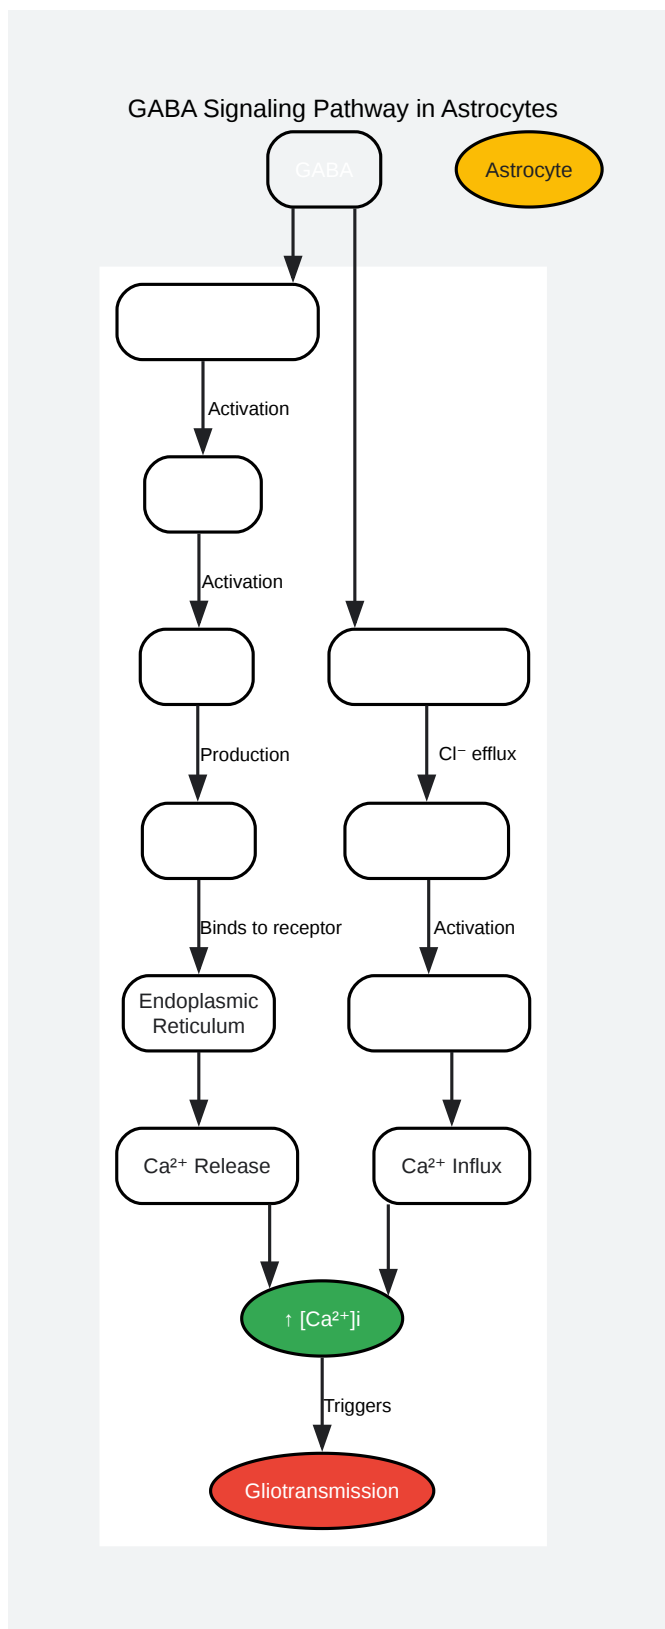 GABA Signaling Pathway in Astrocytes
GABA
Astrocyte
Activation
Activation
Production
Cl⁻ efflux
Binds to receptor
Activation
Endoplasmic
Reticulum
Ca²⁺ Release
Ca²⁺ Influx
↑ [Ca²⁺]i
Triggers
Gliotransmission